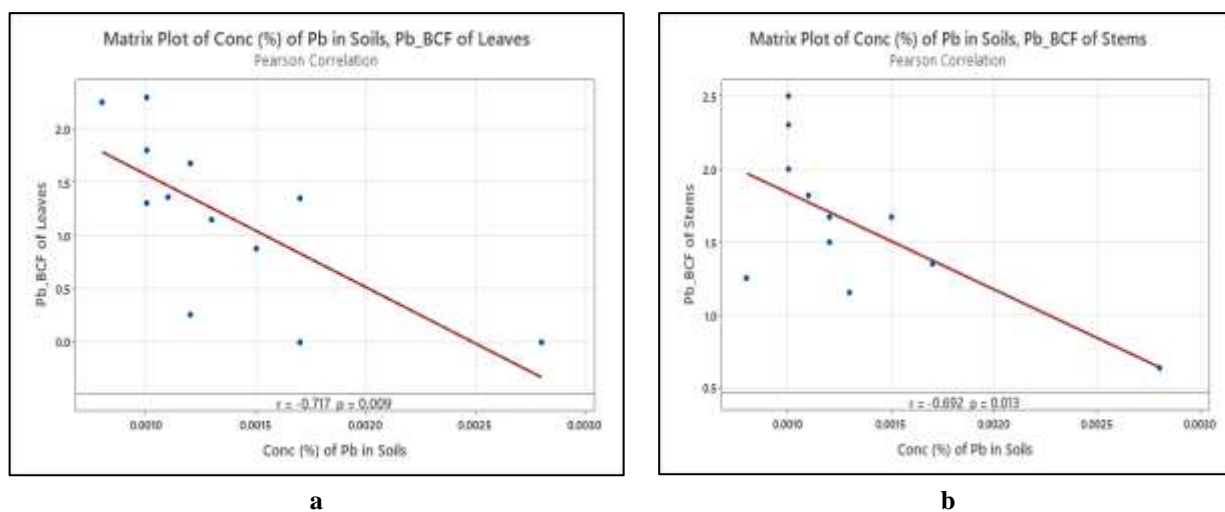 Matrix Plot of Conc (%) of Pb in Soils, Pb_BCF of Leaves
Pearson Correlation
Pb_BCF of Leaves
2.0
1.5
1.0
0.5
0.0
r = -0.717 p = 0.009
0.0010 0.0015 0.0020 0.0025 0.0030
Conc (%) of Pb in Soils
a
Matrix Plot of Conc (%) of Pb in Soils, Pb_BCF of Stems
Pearson Correlation
Pb_BCF of Stems
2.5
2.0
1.5
1.0
0.5
r = -0.692 p = 0.013
0.0010 0.0015 0.0020 0.0025 0.0030
Conc (%) of Pb in Soils
b